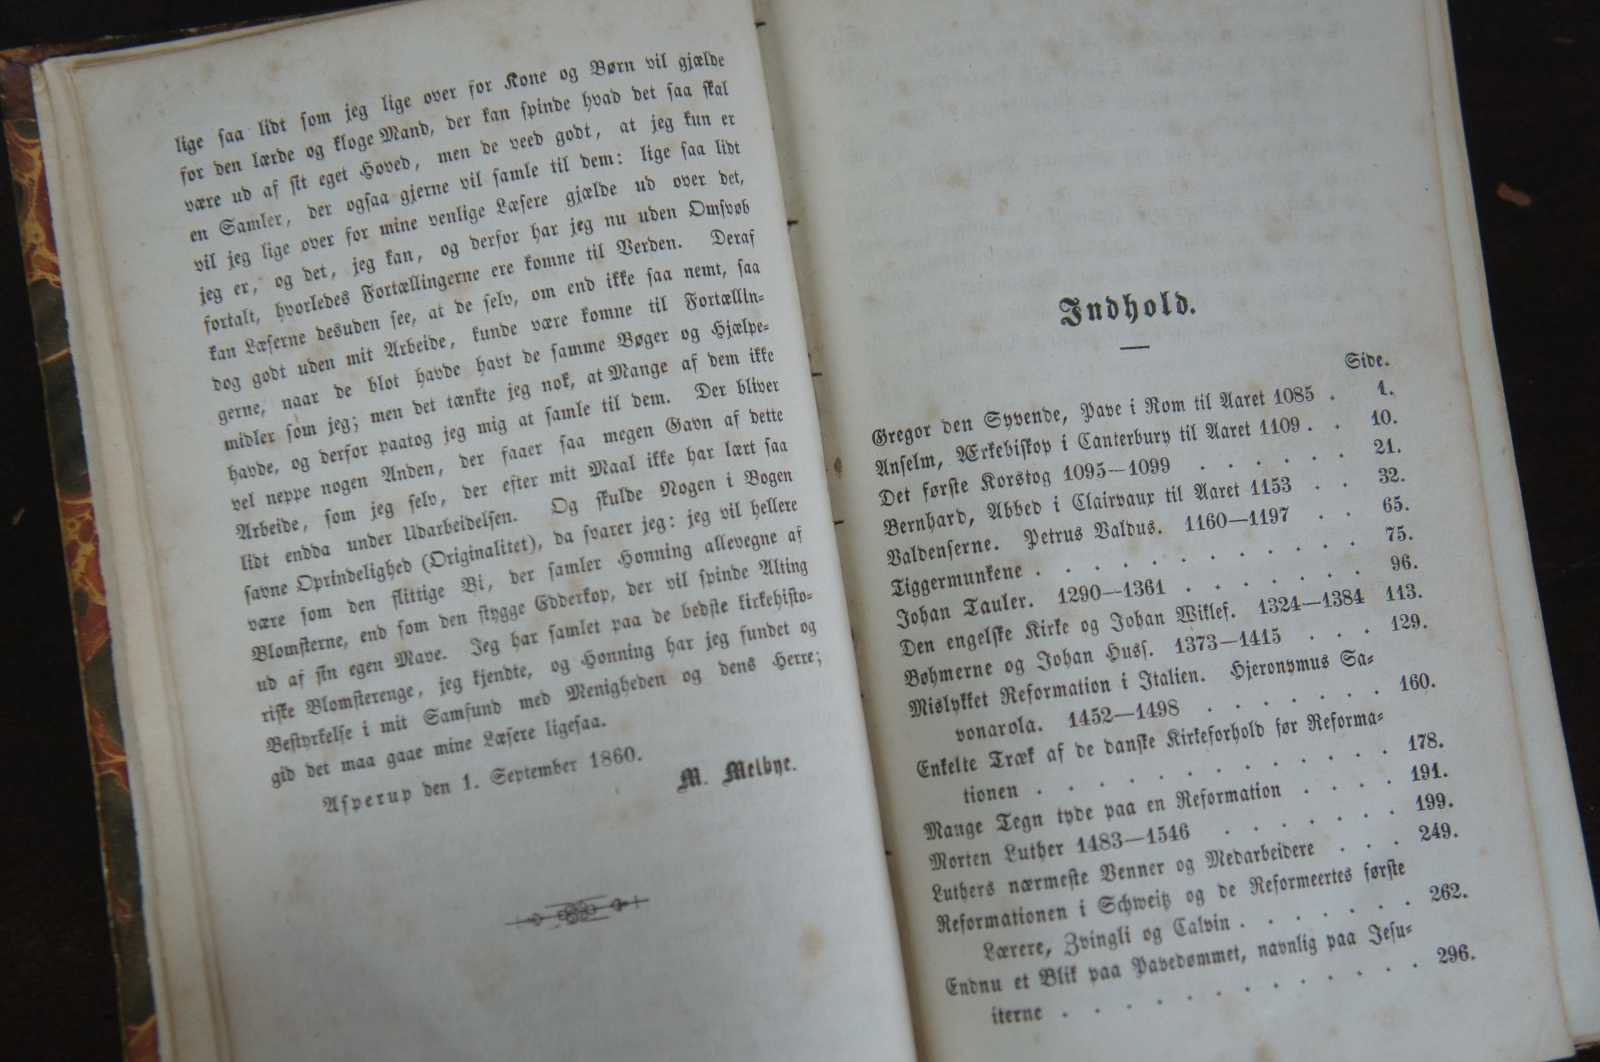 lige saa lidt som jeg lige over for Kone og Børn vil gjælde
for den lærde og kloge Mand, der kan spinde hvad det saa skal
være ud af sit eget Hoved, men de veed godt, at jeg kun er
en Samler, der ogsaa gjerne vil samle til dem: lige saa lidt
vil jeg lige over for mine venlige Læsere gjælde ud over det,
jeg er, og det, jeg kan, og derfor har jeg nu uden Omsvøb
fortalt, hvorledes Fortællingerne ere komne til Verden. Deraf
kan Læserne desuden see, at de selv, om end ikke saa nemt, saa
dog godt uden mit Arbeide, kunde være komne til Fortællin-
gerne, naar de blot havde havt de samme Bøger og Hjælpe-
midler som jeg; men det tænkte jeg nok, at Mange af dem ikke
havde, og derfor paatog jeg mig at samle til dem. Der bliver
vel neppe nogen Anden, der faaer saa megen Gavn af dette
Arbeide, som jeg selv, der efter mit Maal ikke har lært saa
lidt endda under Udarbeidelsen. Og skulde Nogen i Bogen
savne Oprindelighed (Originalitet), da svarer jeg: jeg vil hellere
være som den flittige Bi, der samler Honning allevegne af
Blomsterne, end som den stygge Edderkop, der vil spinde Alting
ud af sin egen Mave. Jeg har samlet paa de bedste kirkehisto-
riske Blomsterenge, jeg kjendte, og Honning har jeg fundet og
Bestyrkelse i mit Samfund med Menigheden og dens Herre;
gid det maa gaae mine Læsere ligesaa.
Asperup den 1. September 1860.
M. Melbye.
Indhold.
Side.
Gregor den Syvende, Pave i Rom til Aaret 1085 . 1.
Anselm, Ærkebiskop i Canterbury til Aaret 1109 . . 10.
Det første Korstog 1095—1099 . . . . . . 21.
Bernhard, Abbed i Clairvaux til Aaret 1153 . . 32.
Valdenserne. Petrus Valdus. 1160—1197 . . 65.
Tiggermunkene . . . . . . . . . . . 75.
Johan Tauler. 1290—1361 . . . . . . . 96.
Den engelske Kirke og Johan Wiklef. 1324—1384 113.
Bøhmerne og Johan Huss. 1373—1415 . . . 129.
Mislykket Reformation i Italien. Hjeronymus Sa-
vonarola. 1452—1498 . . . . . . . 160.
Enkelte Træk af de danske Kirkeforhold før Reforma-
tionen . . . . . . . . . . . . 178.
Mange Tegn tyde paa en Reformation . . . . 191.
Morten Luther 1483—1546 . . . . . . . 199.
Luthers nærmeste Venner og Medarbeidere . . . 249.
Reformationen i Schweitz og de Reformeertes første
Lærere, Zvingli og Calvin . . . . . . 262.
Endnu et Blik paa Pavedømmet, navnlig paa Jesu-
iterne . . . . . . . . . . . . 296.